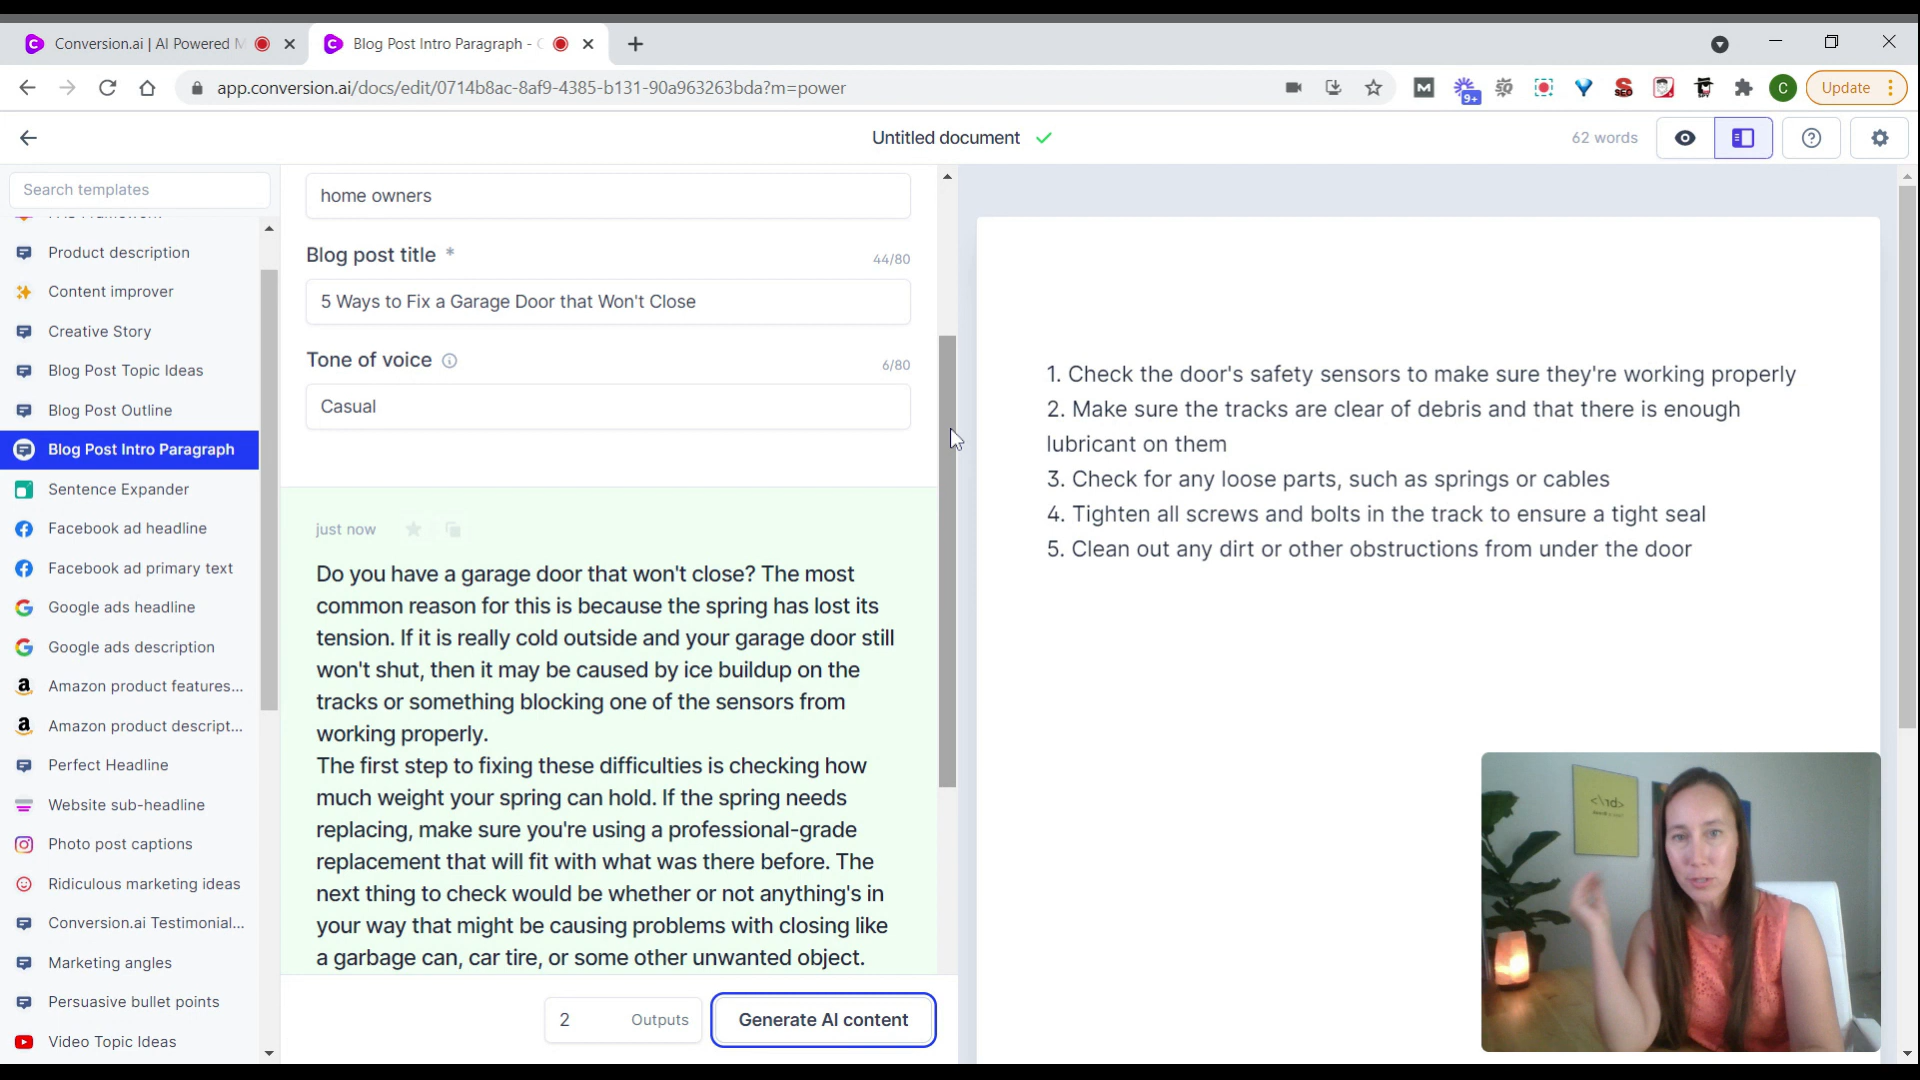 Conversion.ai | AI Powered M
Blog Post Intro Paragraph - C
app.conversion.ai/docs/edit/0714b8ac-8af9-4385-b131-90a963263bda?m=power
9+
SEO
C
Update
Untitled document
62 words
Search templates
Product description
Content improver
Creative Story
Blog Post Topic Ideas
Blog Post Outline
Blog Post Intro Paragraph
Sentence Expander
Facebook ad headline
Facebook ad primary text
Google ads headline
Google ads description
Amazon product features...
Amazon product descript...
Perfect Headline
Website sub-headline
Photo post captions
Ridiculous marketing ideas
Conversion.ai Testimonial...
Marketing angles
Persuasive bullet points
Video Topic Ideas
home owners
Blog post title *
44/80
5 Ways to Fix a Garage Door that Won't Close
Tone of voice
6/80
Casual
just now
Do you have a garage door that won't close? The most
common reason for this is because the spring has lost its
tension. If it is really cold outside and your garage door still
won't shut, then it may be caused by ice buildup on the
tracks or something blocking one of the sensors from
working properly.
The first step to fixing these difficulties is checking how
much weight your spring can hold. If the spring needs
replacing, make sure you're using a professional-grade
replacement that will fit with what was there before. The
next thing to check would be whether or not anything's in
your way that might be causing problems with closing like
a garbage can, car tire, or some other unwanted object.
2 Outputs
Generate AI content
1. Check the door's safety sensors to make sure they're working properly
2. Make sure the tracks are clear of debris and that there is enough
lubricant on them
3. Check for any loose parts, such as springs or cables
4. Tighten all screws and bolts in the track to ensure a tight seal
5. Clean out any dirt or other obstructions from under the door